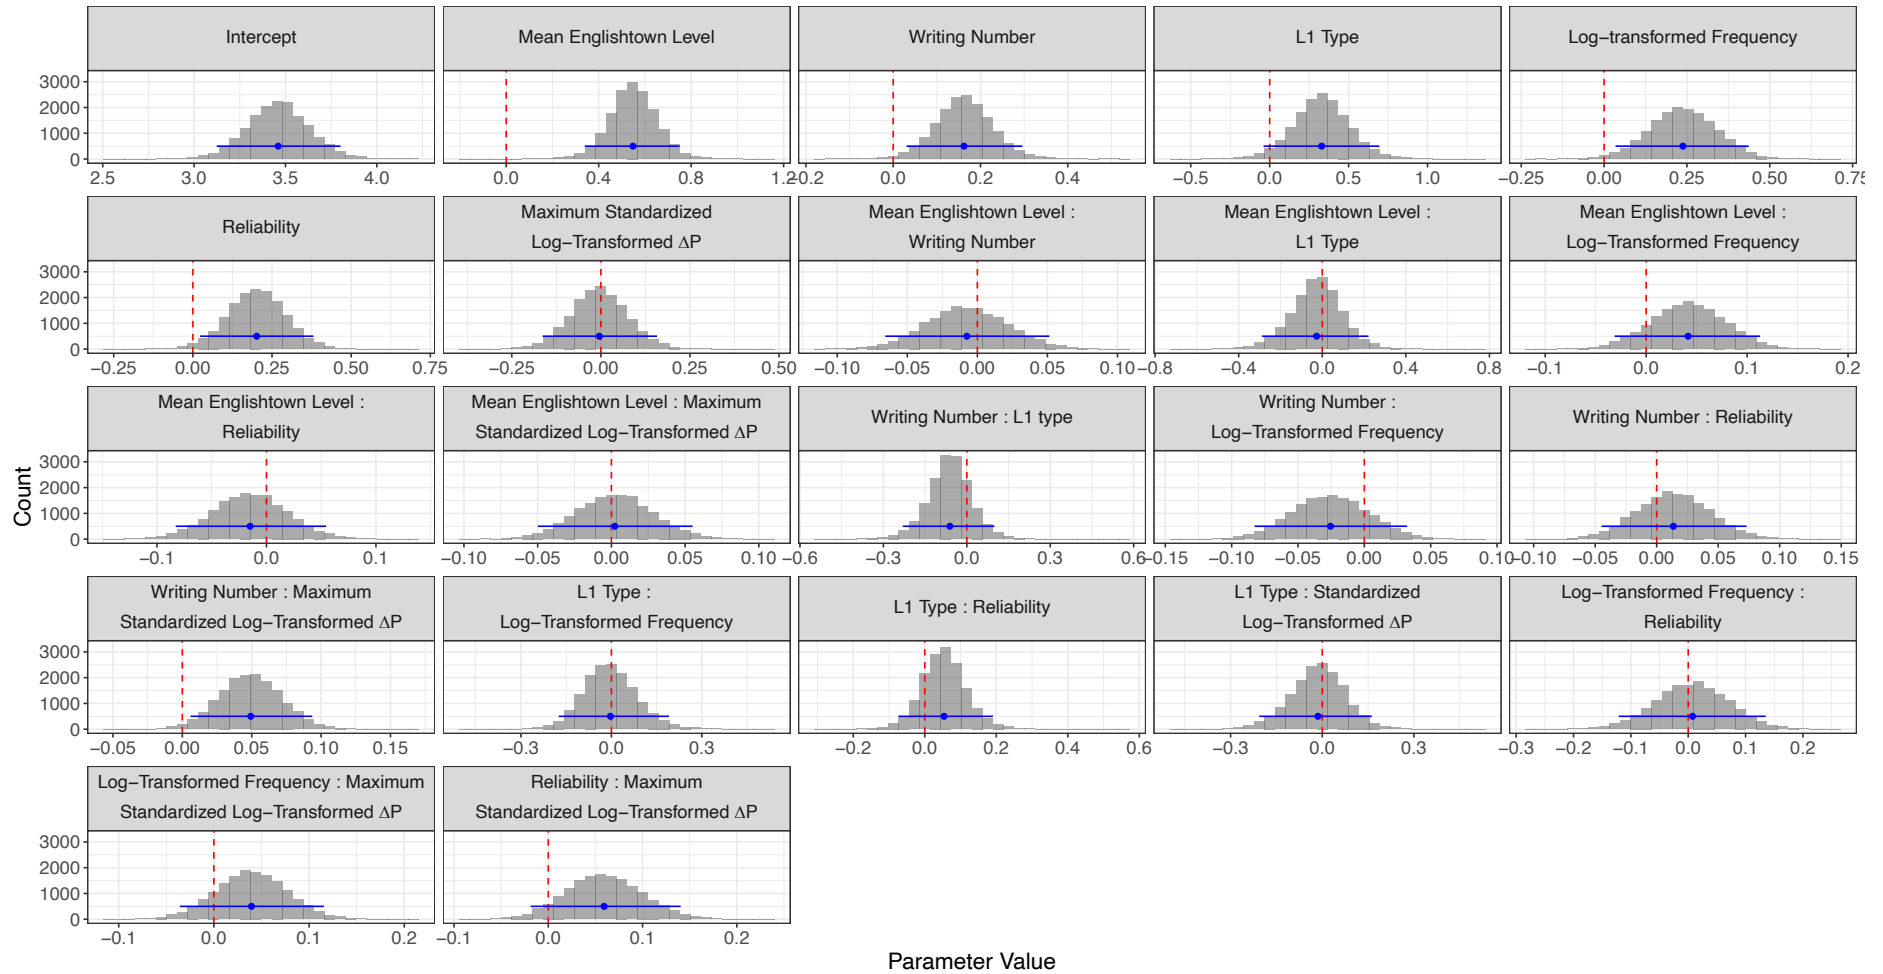 Intercept
Mean Englishtown Level
Writing Number
L1 Type
Log−transformed Frequency
3000
2000
1000
0
2.5 3.0 3.5 4.0
0.0 0.4 0.8 1.2
−0.2 0.0 0.2 0.4
−0.5 0.0 0.5 1.0
−0.25 0.00 0.25 0.50 0.75
Reliability
Maximum Standardized
Log−Transformed ΔP
Mean Englishtown Level :
Writing Number
Mean Englishtown Level :
L1 Type
Mean Englishtown Level :
Log−Transformed Frequency
3000
2000
1000
0
−0.25 0.00 0.25 0.50 0.75
−0.25 0.00 0.25 0.50
−0.10 −0.05 0.00 0.05 0.10
−0.8 −0.4 0.0 0.4 0.8
−0.1 0.0 0.1 0.2
Mean Englishtown Level :
Reliability
Mean Englishtown Level : Maximum
Standardized Log−Transformed ΔP
Writing Number : L1 type
Writing Number :
Log−Transformed Frequency
Writing Number : Reliability
Count
3000
2000
1000
0
−0.1 0.0 0.1
−0.10 −0.05 0.00 0.05 0.10
−0.6 −0.3 0.0 0.3 0.6
−0.15 −0.10 −0.05 0.00 0.05 0.10
−0.10 −0.05 0.00 0.05 0.10 0.15
Writing Number : Maximum
Standardized Log−Transformed ΔP
L1 Type :
Log−Transformed Frequency
L1 Type : Reliability
L1 Type : Standardized
Log−Transformed ΔP
Log−Transformed Frequency :
Reliability
3000
2000
1000
0
−0.05 0.00 0.05 0.10 0.15
−0.3 0.0 0.3
−0.2 0.0 0.2 0.4 0.6
−0.3 0.0 0.3
−0.3 −0.2 −0.1 0.0 0.1 0.2
Log−Transformed Frequency : Maximum
Standardized Log−Transformed ΔP
Reliability : Maximum
Standardized Log−Transformed ΔP
3000
2000
1000
0
−0.1 0.0 0.1 0.2
−0.1 0.0 0.1 0.2
Parameter Value